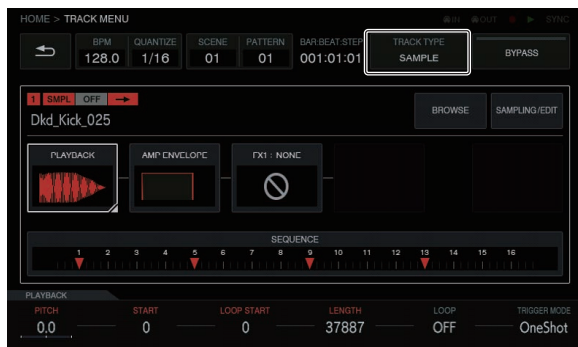 HOME > TRACK MENU IN OUT SYNC
BPM QUANTIZE SCENE PATTERN BAR:BEAT:STEP TRACK TYPE
128.0 1/16 01 01 001:01:01 SAMPLE BYPASS
1 SMPL OFF
Dkd_Kick_025 BROWSE SAMPLING/EDIT
PLAYBACK AMP ENVELOPE FX1 : NONE
SEQUENCE
1 2 3 4 5 6 7 8 9 10 11 12 13 14 15 16
PLAYBACK
PITCH START LOOP START LENGTH LOOP TRIGGER MODE
0.0 0 0 37887 OFF OneShot